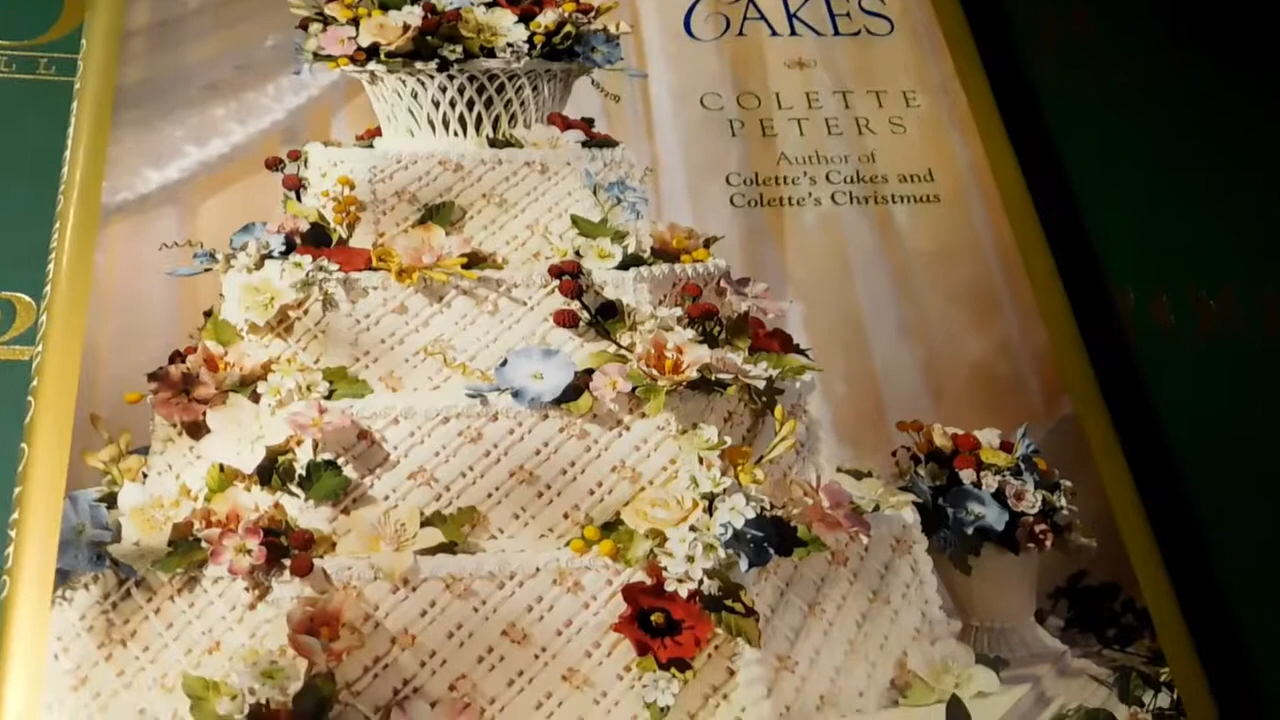 CAKES
COLETTE
PETERS
Author of
Colette's Cakes and
Colette's Christmas